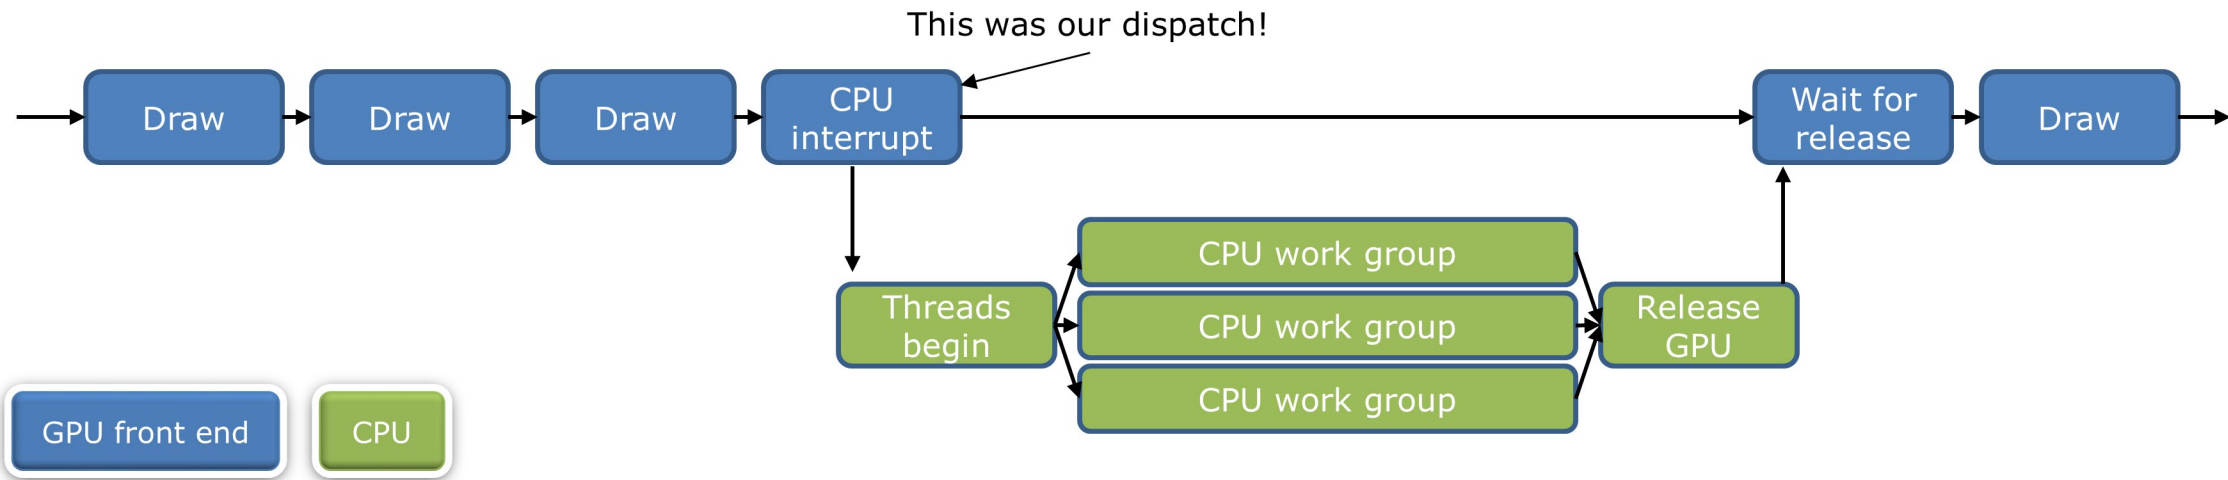 This was our dispatch!
Draw
Draw
Draw
CPU
interrupt
Wait for
release
Draw
CPU work group
Threads
begin
CPU work group
Release
GPU
CPU work group
GPU front end
CPU